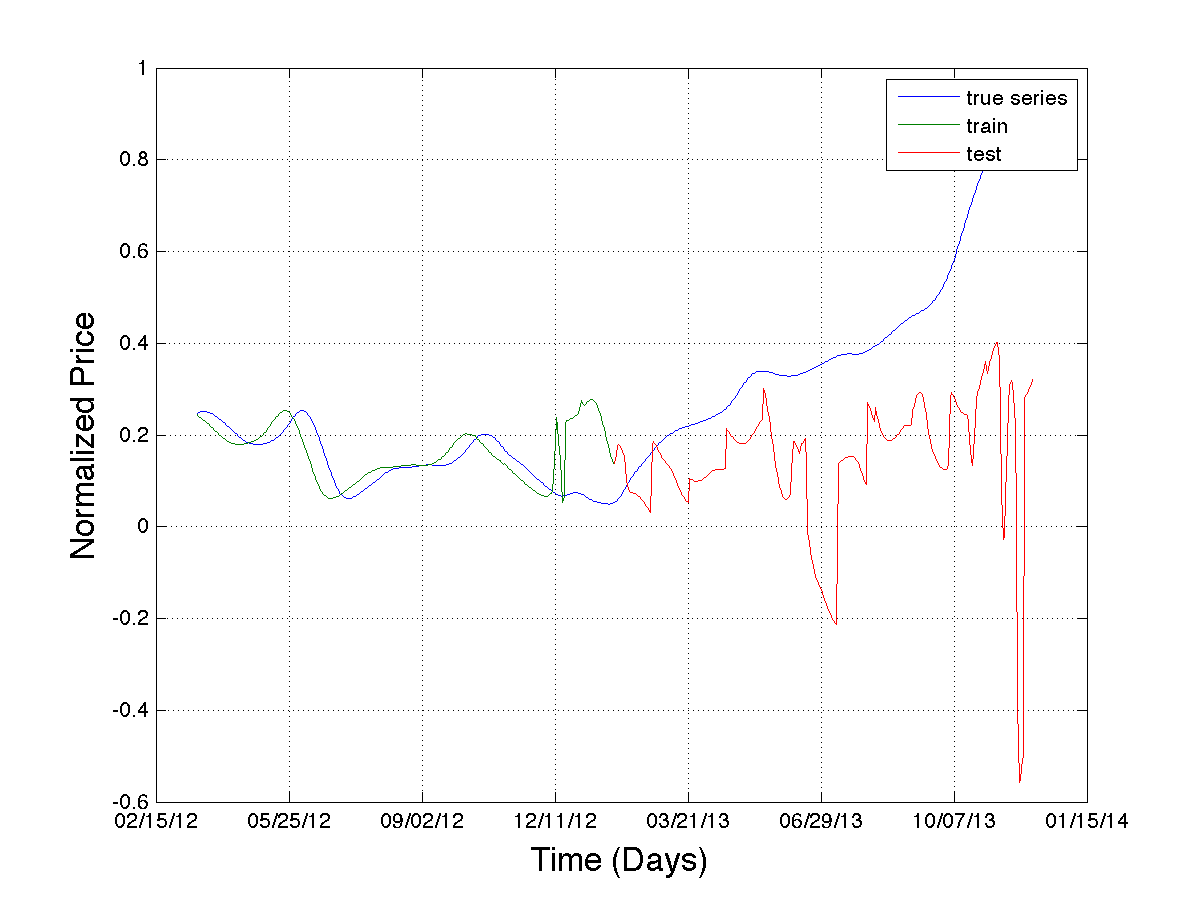 1
0.8
0.6
0.4
0.2
0
-0.2
-0.4
-0.6
Normalized Price
true series
train
test
02/15/12 05/25/12 09/02/12 12/11/12 03/21/13 06/29/13 10/07/13 01/15/14
Time (Days)